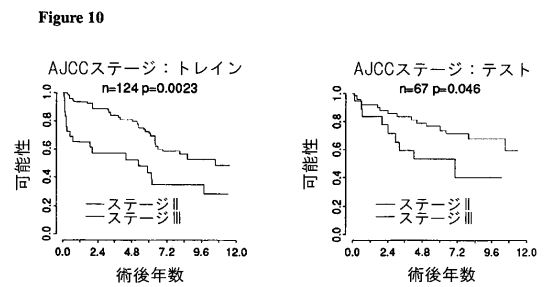 Figure 10
AJCCステージ：トレイン
n=124 p=0.0023
可能性
1.0
0.8
0.6
0.4
0.2
0.0
ステージⅡ
ステージⅢ
0.0 2.4 4.8 7.2 9.6 12.0
術後年数
AJCCステージ：テスト
n=67 p=0.046
可能性
1.0
0.8
0.6
0.4
0.2
0.0
ステージⅡ
ステージⅢ
0.0 2.4 4.8 7.2 9.6 12.0
術後年数